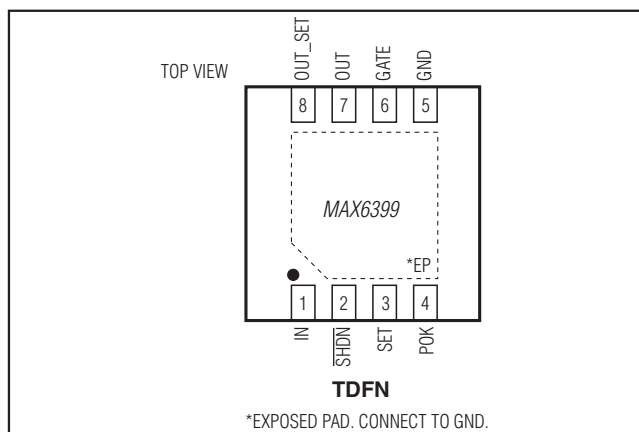 TOP VIEW
OUT_SET
OUT
GATE
GND
8
7
6
5
MAX6399
*EP
1
2
3
4
IN
SHDN
SET
POK
TDFN
*EXPOSED PAD. CONNECT TO GND.